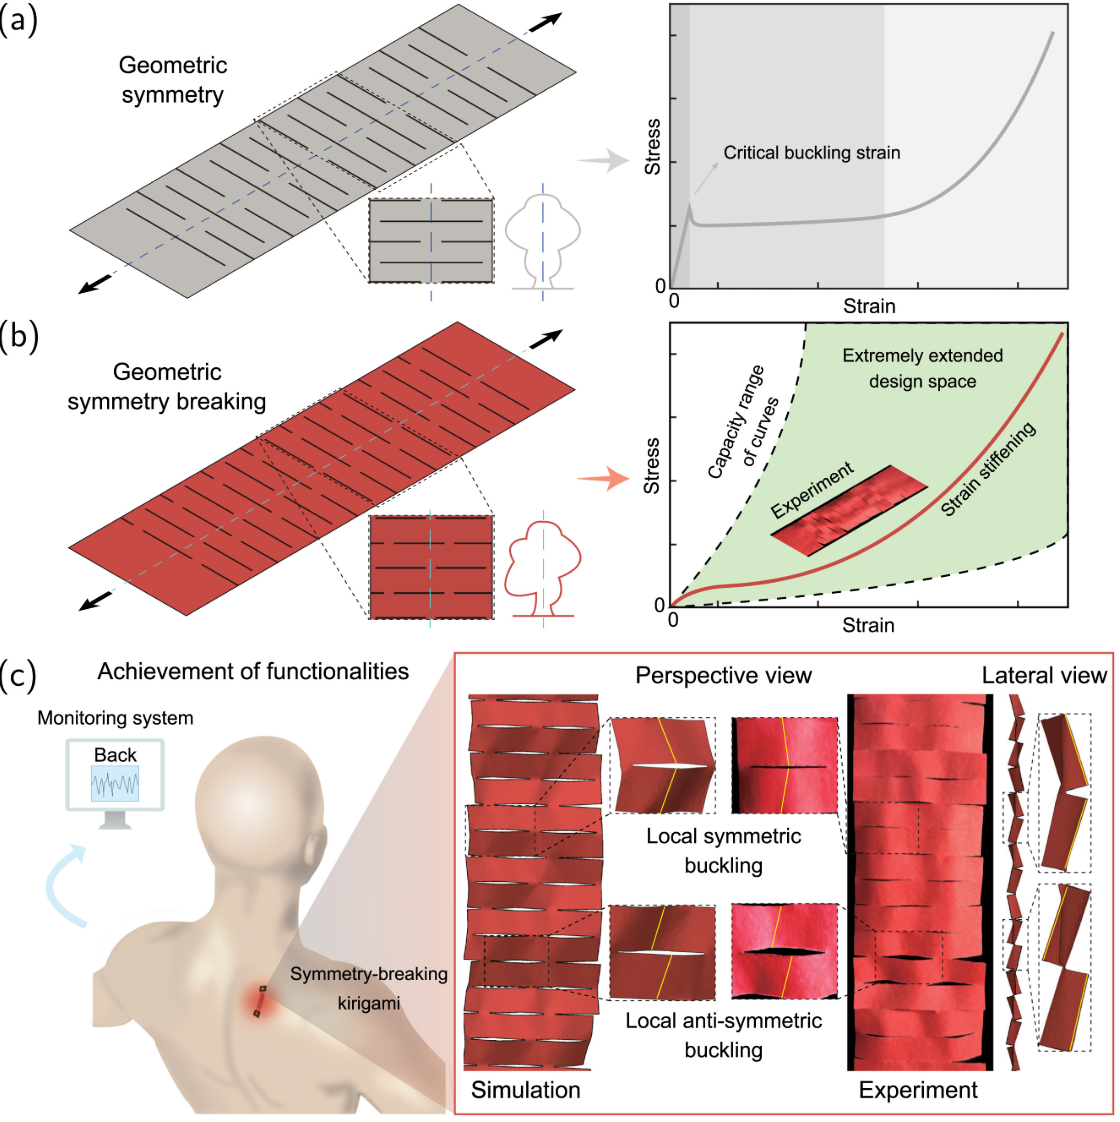 (a)
Geometric
symmetry
Stress
Critical buckling strain
0
0
Strain
(b)
Geometric
symmetry breaking
Stress
Capacity range
of curves
Extremely extended
design space
Experiment
Strain stiffening
0
0
Strain
(c)
Achievement of functionalities
Monitoring system
Back
Symmetry-breaking
kirigami
Perspective view
Lateral view
Local symmetric
buckling
Local anti-symmetric
buckling
Simulation
Experiment